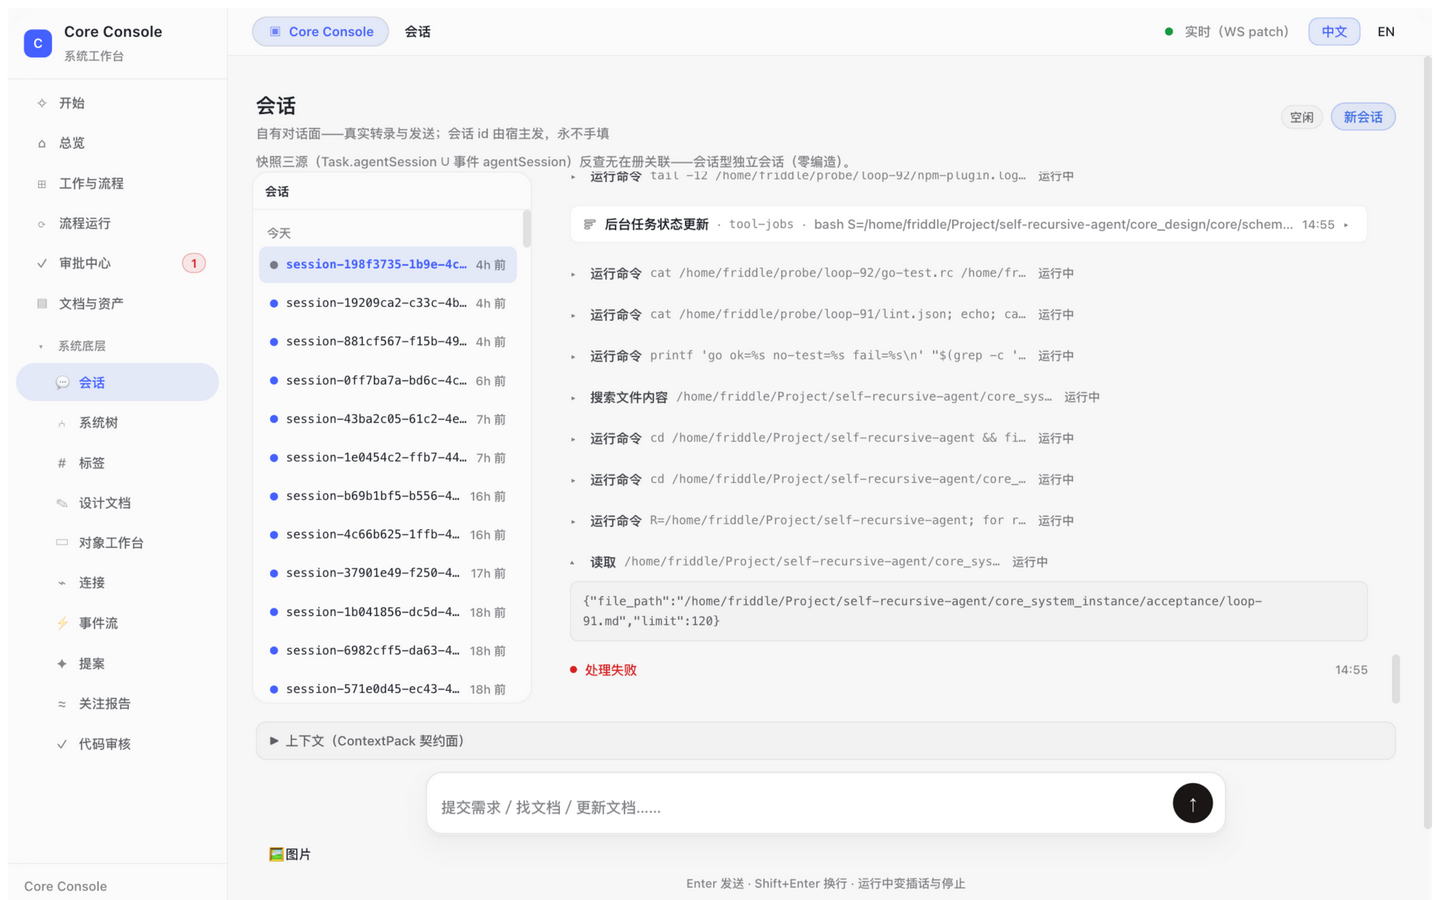 C
Core Console
系统工作台
开始
总览
工作与流程
流程运行
审批中心
1
文档与资产
系统底层
会话
系统树
# 标签
设计文档
对象工作台
连接
事件流
提案
关注报告
代码审核
Core Console
Core Console
会话
实时（WS patch）
中文
EN
会话
自有对话面——真实转录与发送；会话 id 由宿主发，永不手填
空闲
新会话
快照三源（Task.agentSession ∪ 事件 agentSession）反查无在册关联——会话型独立会话（零编造）。
会话
今天
session-198f3735-1b9e-4c… 4h 前
session-19209ca2-c33c-4b… 4h 前
session-881cf567-f15b-49… 4h 前
session-0ff7ba7a-bd6c-4c… 6h 前
session-43ba2c05-61c2-4e… 7h 前
session-1e0454c2-ffb7-44… 7h 前
session-b69b1bf5-b556-4… 16h 前
session-4c66b625-1ffb-4… 16h 前
session-37901e49-f250-4… 17h 前
session-1b041856-dc5d-4… 18h 前
session-6982cff5-da63-4… 18h 前
session-571e0d45-ec43-4… 18h 前
运行命令 tail -12 /home/friddle/probe/loop-92/npm-plugin.log… 运行中
后台任务状态更新 · tool-jobs · bash S=/home/friddle/Project/self-recursive-agent/core_design/core/schem… 14:55
运行命令 cat /home/friddle/probe/loop-92/go-test.rc /home/fr… 运行中
运行命令 cat /home/friddle/probe/loop-91/lint.json; echo; ca… 运行中
运行命令 printf 'go ok=%s no-test=%s fail=%s\n' "$(grep -c '… 运行中
搜索文件内容 /home/friddle/Project/self-recursive-agent/core_sys… 运行中
运行命令 cd /home/friddle/Project/self-recursive-agent && fi… 运行中
运行命令 cd /home/friddle/Project/self-recursive-agent/core_… 运行中
运行命令 R=/home/friddle/Project/self-recursive-agent; for r… 运行中
读取 /home/friddle/Project/self-recursive-agent/core_sys… 运行中
{"file_path":"/home/friddle/Project/self-recursive-agent/core_system_instance/acceptance/loop-
91.md","limit":120}
处理失败 14:55
▶ 上下文（ContextPack 契约面）
提交需求 / 找文档 / 更新文档……
图片
Enter 发送 · Shift+Enter 换行 · 运行中变插话与停止